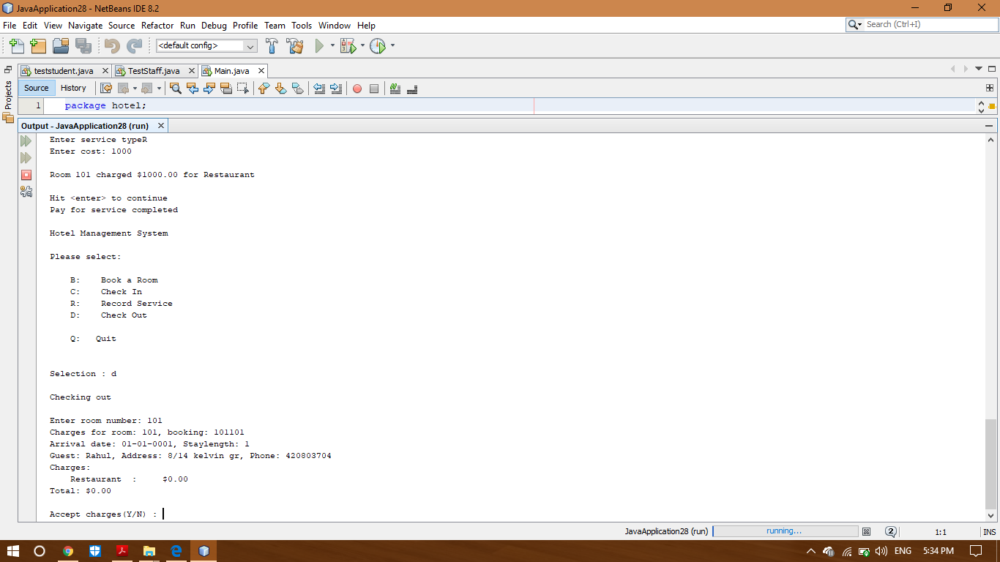 JavaApplication28 - NetBeans IDE 8.2
File Edit View Navigate Source Refactor Run Debug Profile Team Tools Window Help
Search (Ctrl+I)
<default config>
Projects
teststudent.java TestStaff.java Main.java
Source History
1 package hotel;
Output - JavaApplication28 (run)
Enter service typeR
Enter cost: 1000
Room 101 charged $1000.00 for Restaurant
Hit <enter> to continue
Pay for service completed
Hotel Management System
Please select:
B: Book a Room
C: Check In
R: Record Service
D: Check Out
Q: Quit
Selection : d
Checking out
Enter room number: 101
Charges for room: 101, booking: 101101
Arrival date: 01-01-0001, Staylength: 1
Guest: Rahul, Address: 8/14 kelvin gr, Phone: 420803704
Charges:
Restaurant : $0.00
Total: $0.00
Accept charges(Y/N) :
JavaApplication28 (run) running... 2 1:1 INS
ENG 5:34 PM